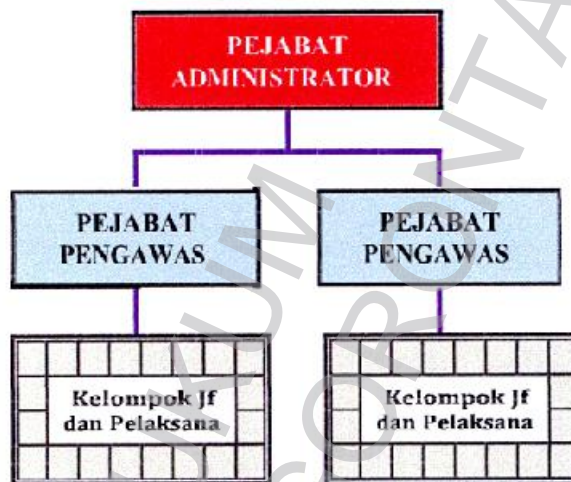 PEJABAT
ADMINISTRATOR
PEJABAT
PENGAWAS
PEJABAT
PENGAWAS
Kelompok Jf
dan Pelaksana
Kelompok Jf
dan Pelaksana